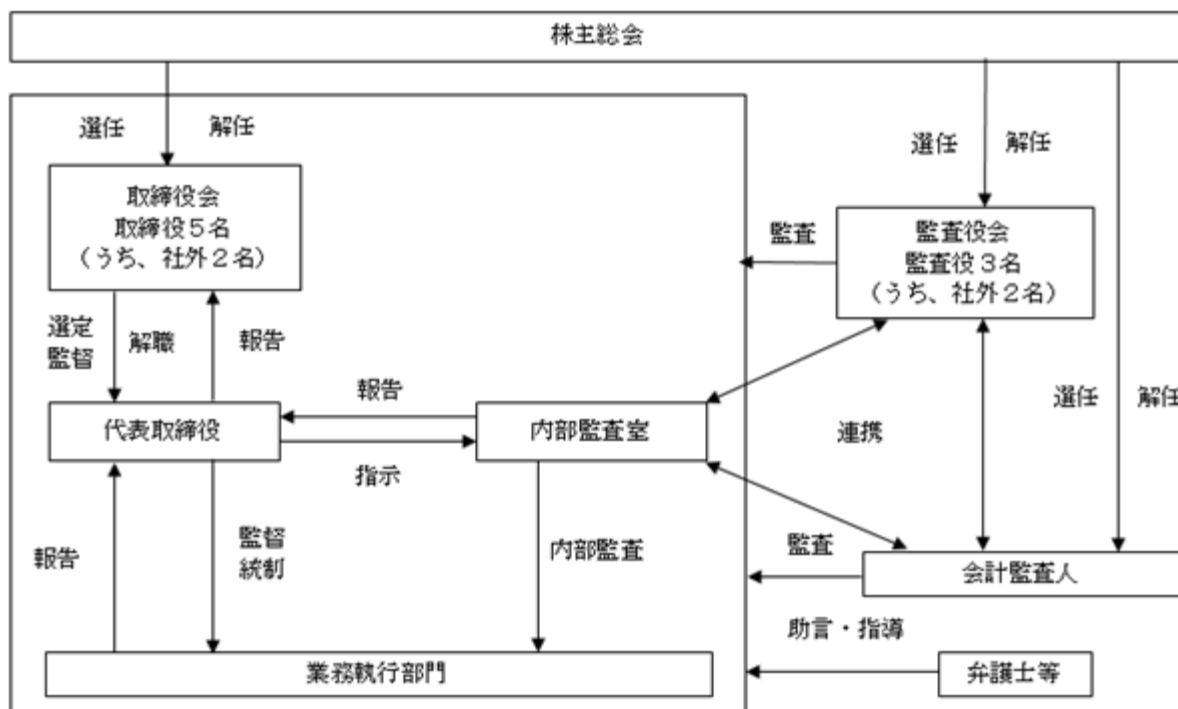 株主総会
選任
解任
選任
解任
取締役会
取締役5名
（うち、社外2名）
監査
監査役会
監査役3名
（うち、社外2名）
選定
監督
解職
報告
報告
選任
解任
代表取締役
内部監査室
連携
指示
報告
監督
統制
内部監査
監査
会計監査人
助言・指導
業務執行部門
弁護士等